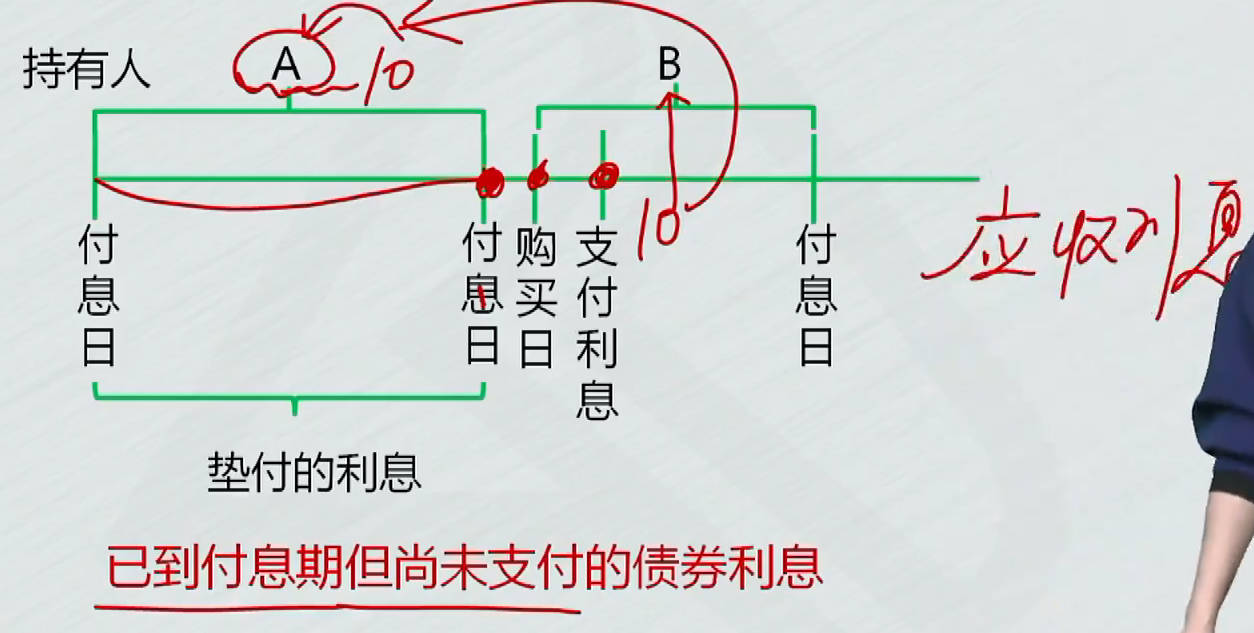 持有人 A 10 B
10
应收利息
付息日 付息日 购买日 支付利息 付息日
垫付的利息
已到付息期但尚未支付的债券利息